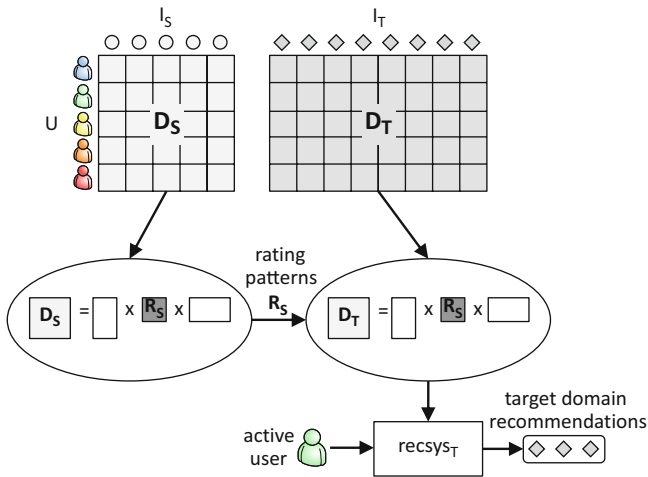 I_S I_T
U
D_S D_T
rating
patterns
R_S
D_S = x R_S x
D_T = x R_S x
target domain
recommendations
active
user
recsys_T